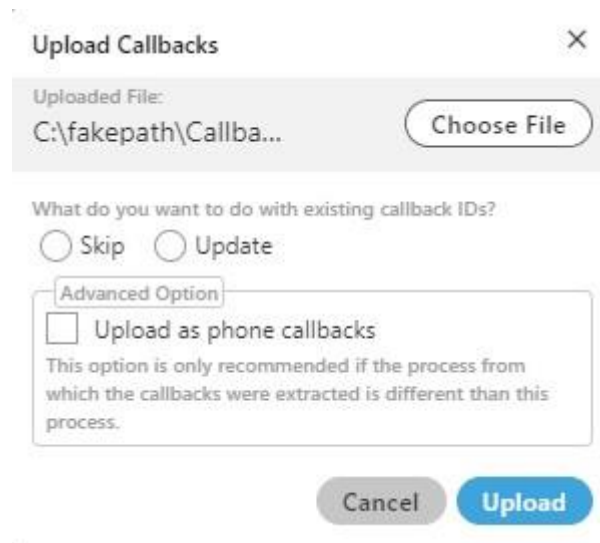 Upload Callbacks
Uploaded File:
C:\fakepath\Callba...
Choose File
What do you want to do with existing callback IDs?
Skip Update
Advanced Option
Upload as phone callbacks
This option is only recommended if the process from
which the callbacks were extracted is different than this
process.
Cancel Upload